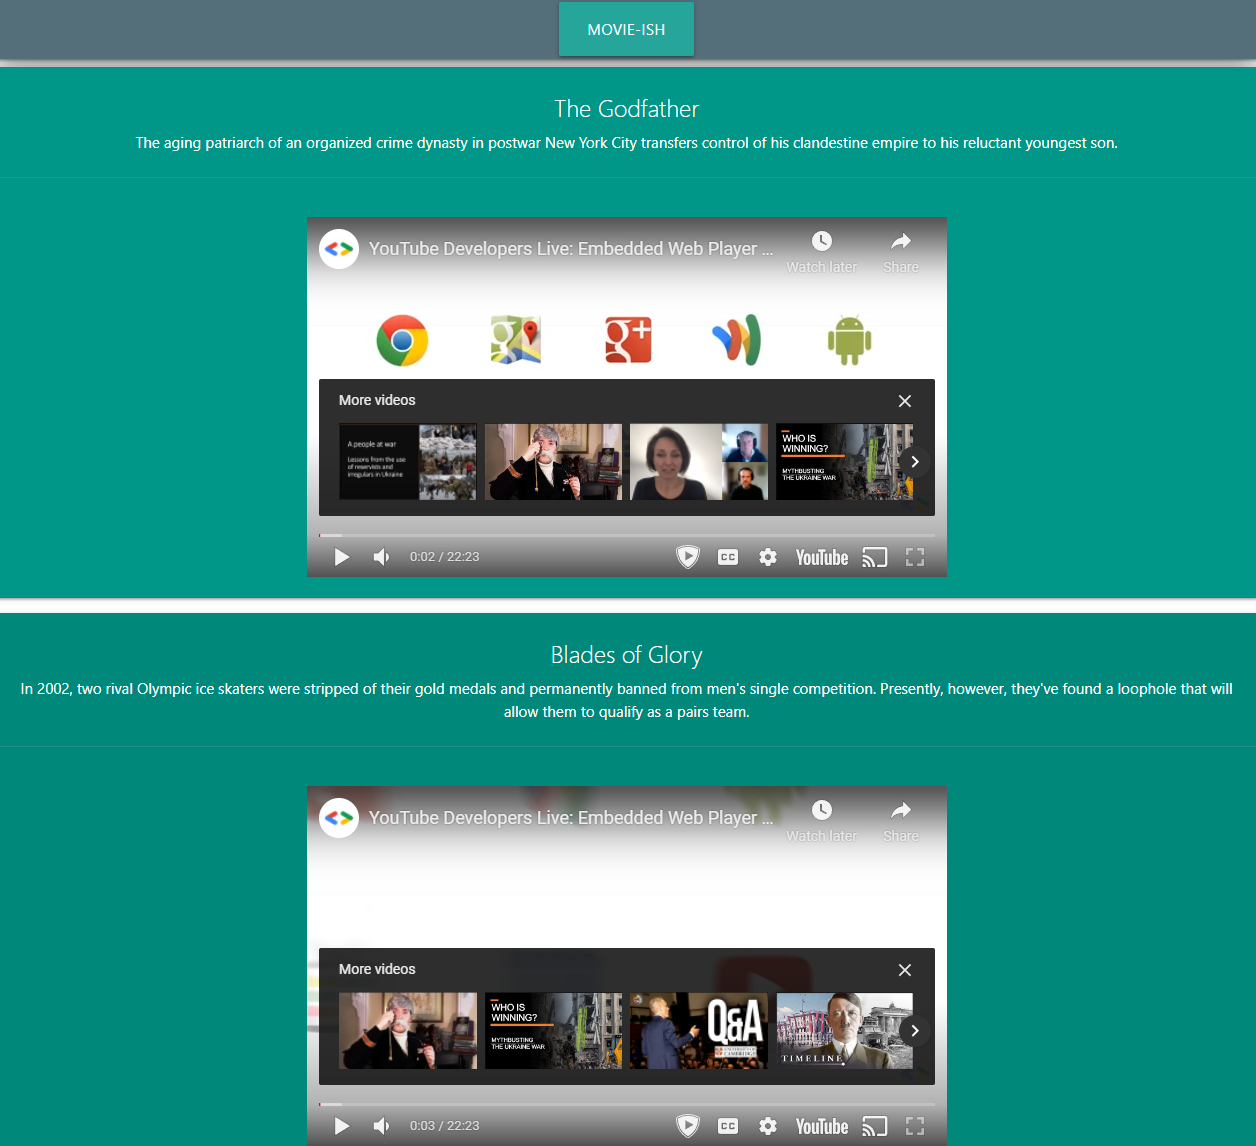 MOVIE-ISH
The Godfather
The aging patriarch of an organized crime dynasty in postwar New York City transfers control of his clandestine empire to his reluctant youngest son.
YouTube Developers Live: Embedded Web Player ...
Watch later
Share
g
g+
More videos
A people at war
Lessons from the use
of reservists and
irregulars in Ukraine
WHO IS
WINNING?
MYTHBUSTING
THE UKRAINE WAR
0:02 / 22:23
CC
YouTube
Blades of Glory
In 2002, two rival Olympic ice skaters were stripped of their gold medals and permanently banned from men's single competition. Presently, however, they've found a loophole that will
allow them to qualify as a pairs team.
YouTube Developers Live: Embedded Web Player ...
Watch later
Share
More videos
WHO IS
WINNING?
MYTHBUSTING
THE UKRAINE WAR
Q&A
CAMBRIDGE
TIMELINE
0:03 / 22:23
CC
YouTube